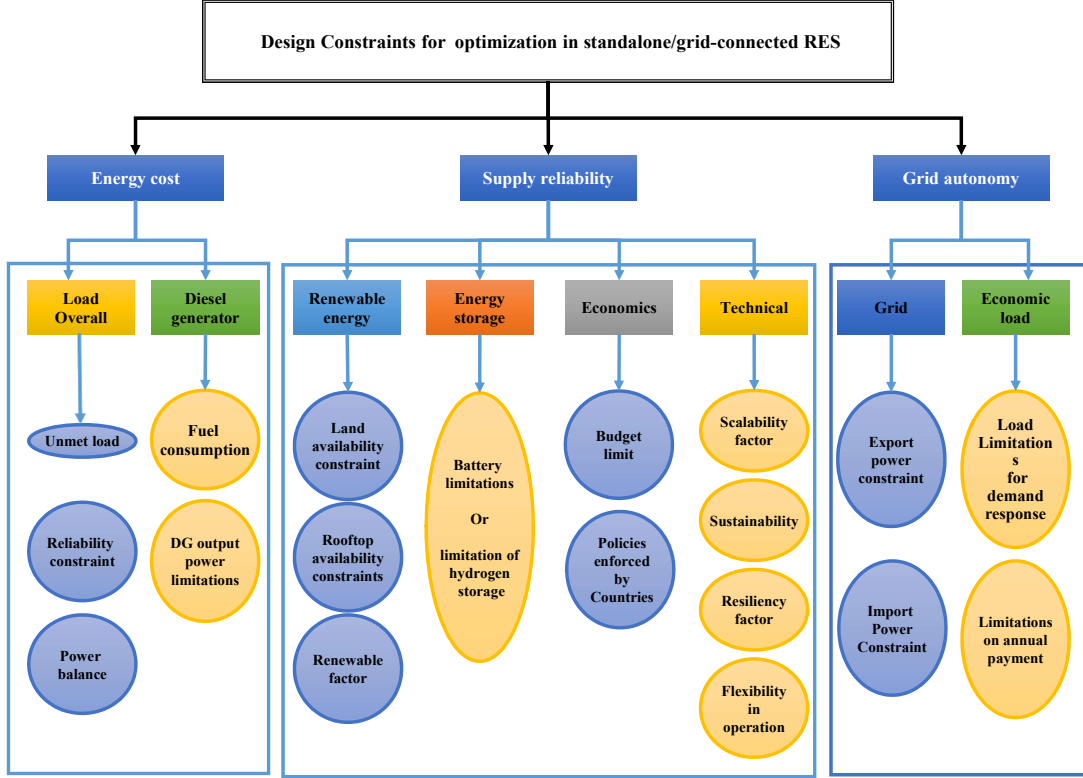 Design Constraints for optimization in standalone/grid-connected RES
Energy cost
Supply reliability
Grid autonomy
Load
Overall
Diesel
generator
Renewable
energy
Energy
storage
Economics
Technical
Grid
Economic
load
Unmet load
Reliability
constraint
Power
balance
Fuel
consumption
DG output
power
limitations
Land
availability
constraint
Rooftop
availability
constraints
Renewable
factor
Battery
limitations
Or
limitation of
hydrogen
storage
Budget
limit
Policies
enforced by
Countries
Scalability
factor
Sustainability
Resiliency
factor
Flexibility
in
operation
Export
power
constraint
Import
Power
Constraint
Load
Limitation
s
for
demand
response
Limitations
on annual
payment